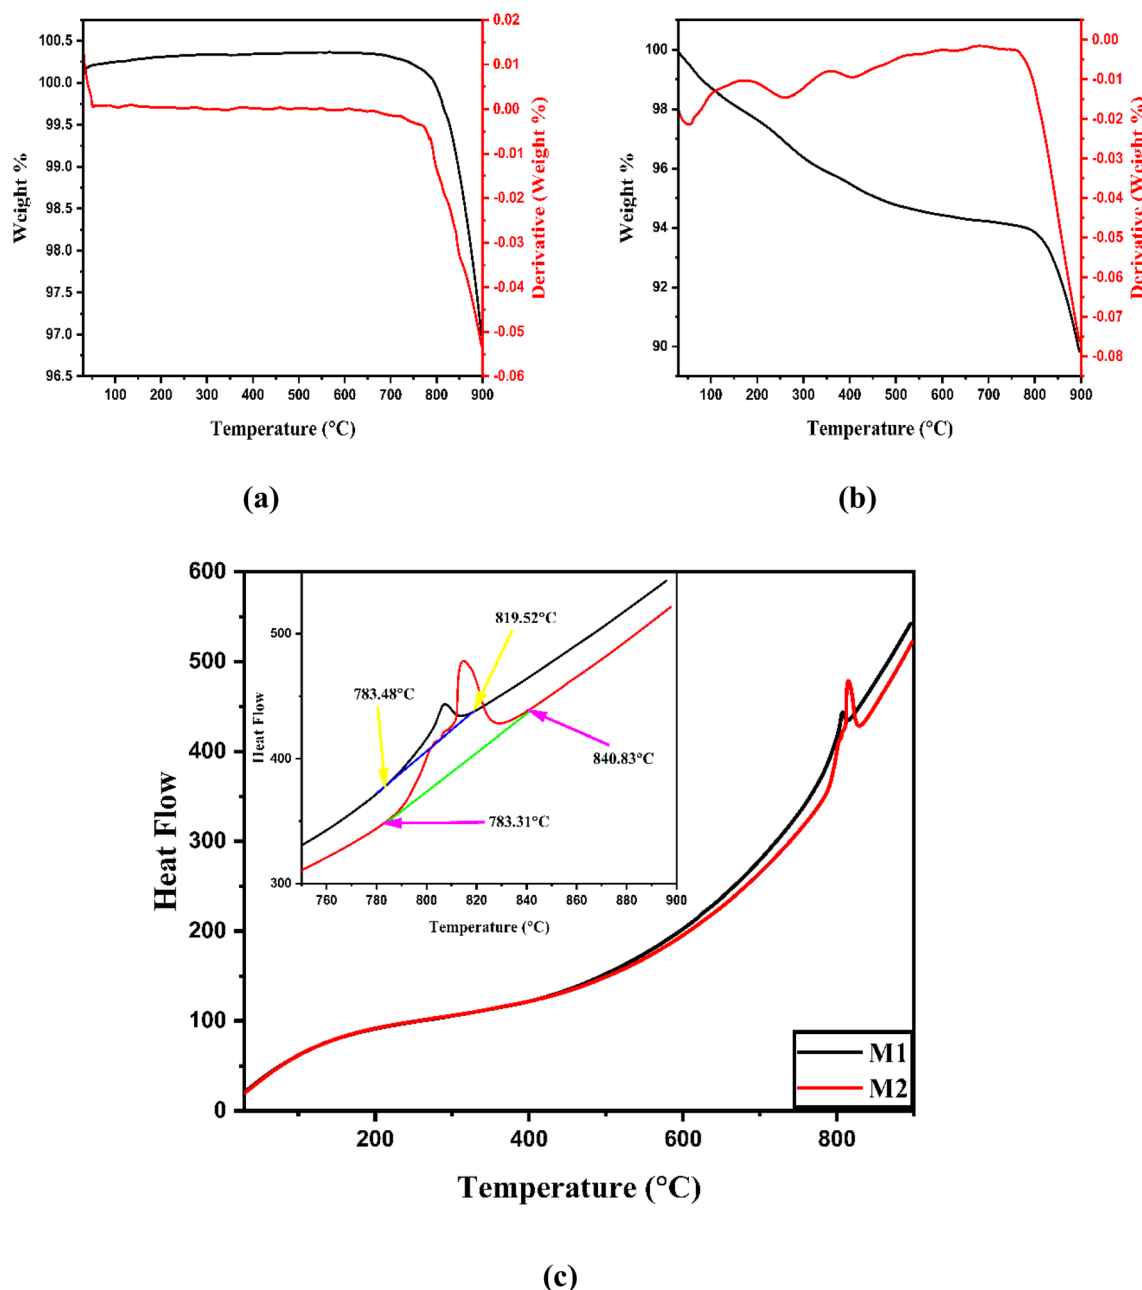 100.5
100.0
99.5
99.0
98.5
98.0
97.5
97.0
96.5
Weight %
0.02
0.01
0.00
-0.01
-0.02
-0.03
-0.04
-0.05
-0.06
Derivative (Weight %)
100 200 300 400 500 600 700 800 900
Temperature (°C)
(a)
100
98
96
94
92
90
Weight %
0.00
-0.01
-0.02
-0.03
-0.04
-0.05
-0.06
-0.07
-0.08
Derivative (Weight %)
100 200 300 400 500 600 700 800 900
Temperature (°C)
(b)
600
500
400
300
200
100
0
Heat Flow
500
400
300
Heat Flow
819.52°C
783.48°C
840.83°C
783.31°C
760 780 800 820 840 860 880 900
Temperature (°C)
M1
M2
200 400 600 800
Temperature (°C)
(c)